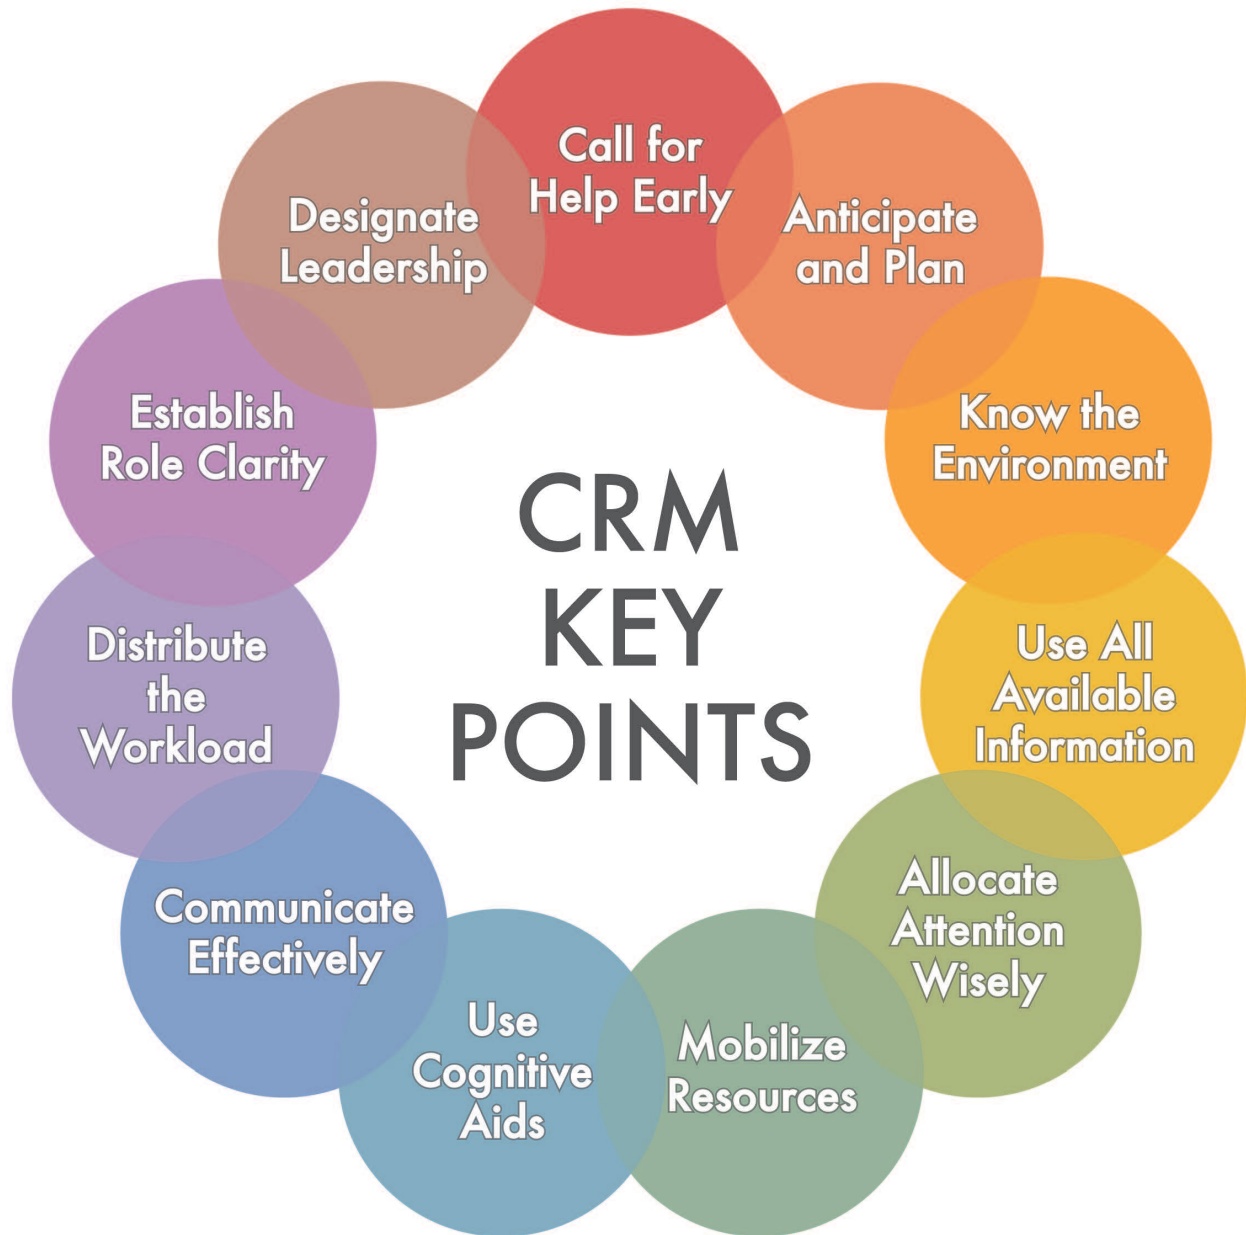 Call for
Help Early
Anticipate
and Plan
Know the
Environment
Use All
Available
Information
Allocate
Attention
Wisely
Mobilize
Resources
Use
Cognitive
Aids
Communicate
Effectively
Distribute
the
Workload
Establish
Role Clarity
Designate
Leadership
CRM
KEY
POINTS